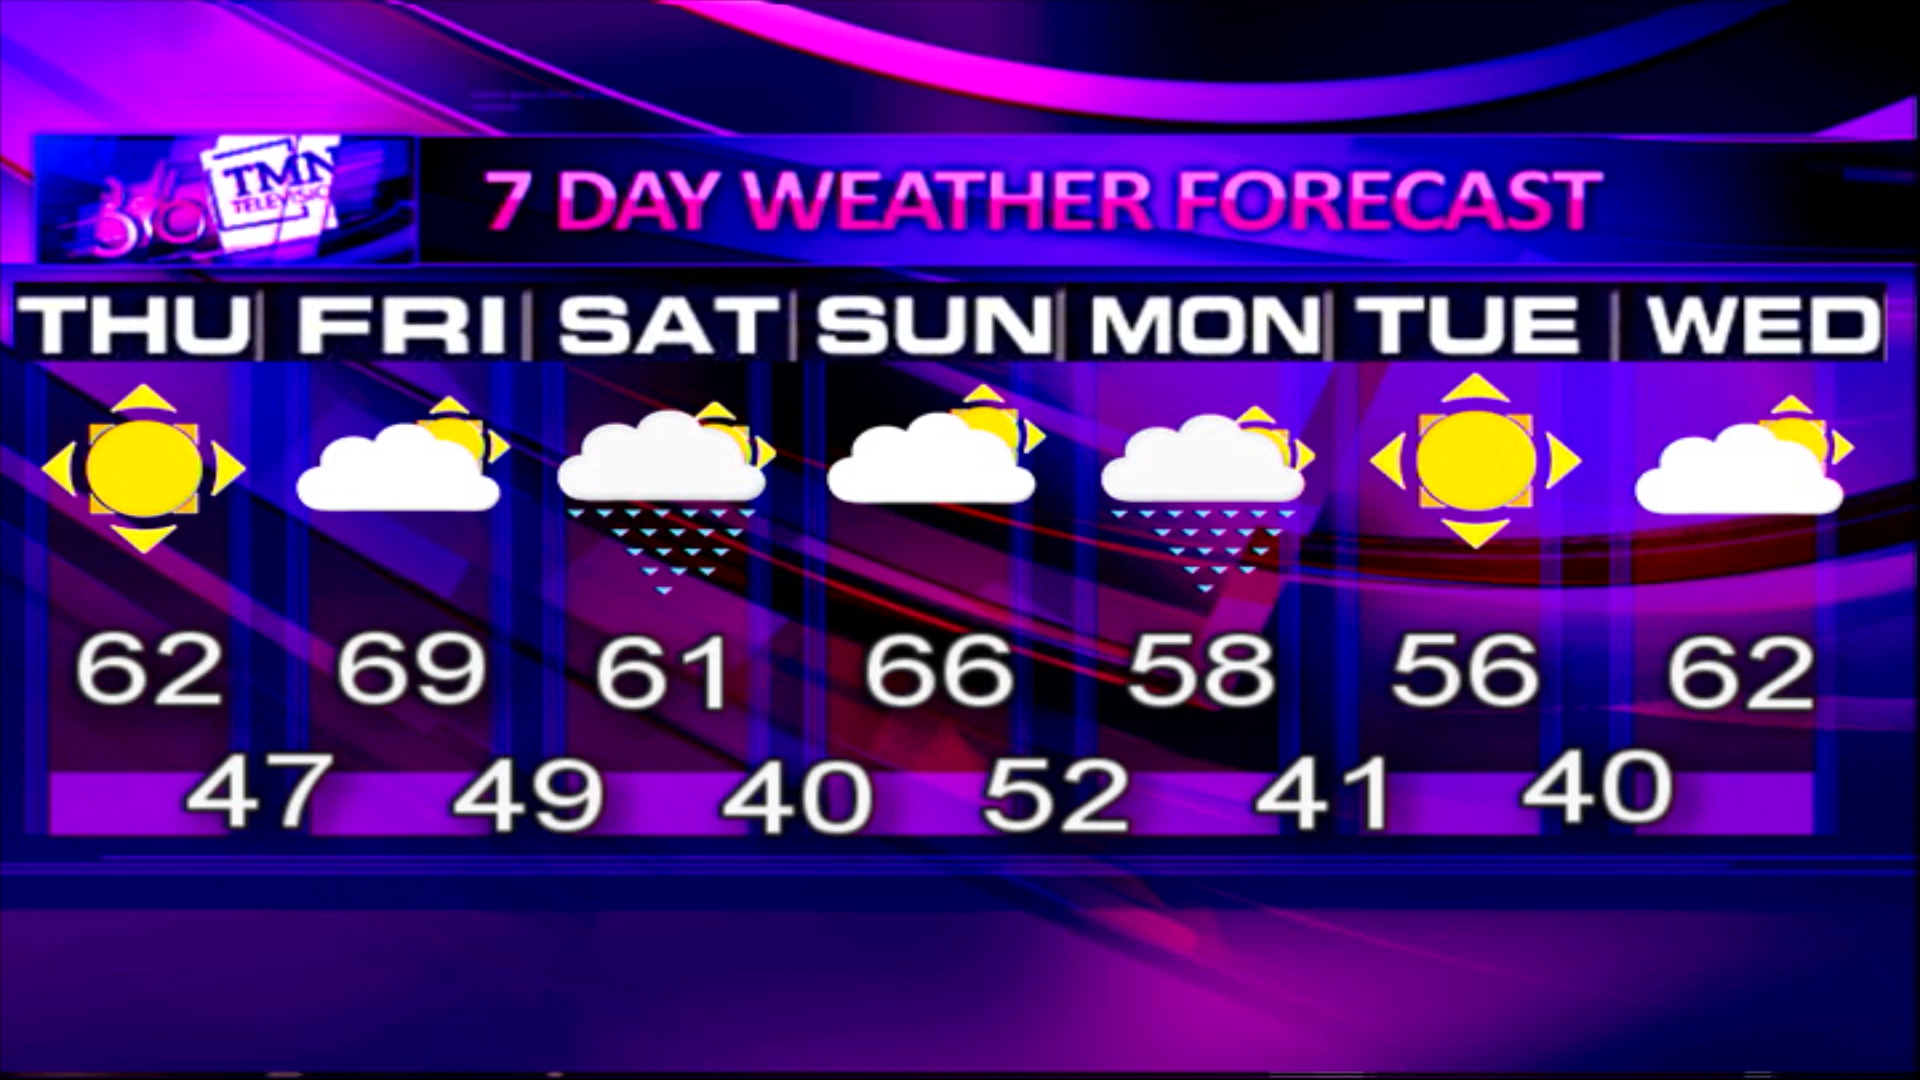 TMN
TELEVISION
7 DAY WEATHER FORECAST
THU FRI SAT SUN MON TUE WED
62 69 61 66 58 56 62
47 49 40 52 41 40